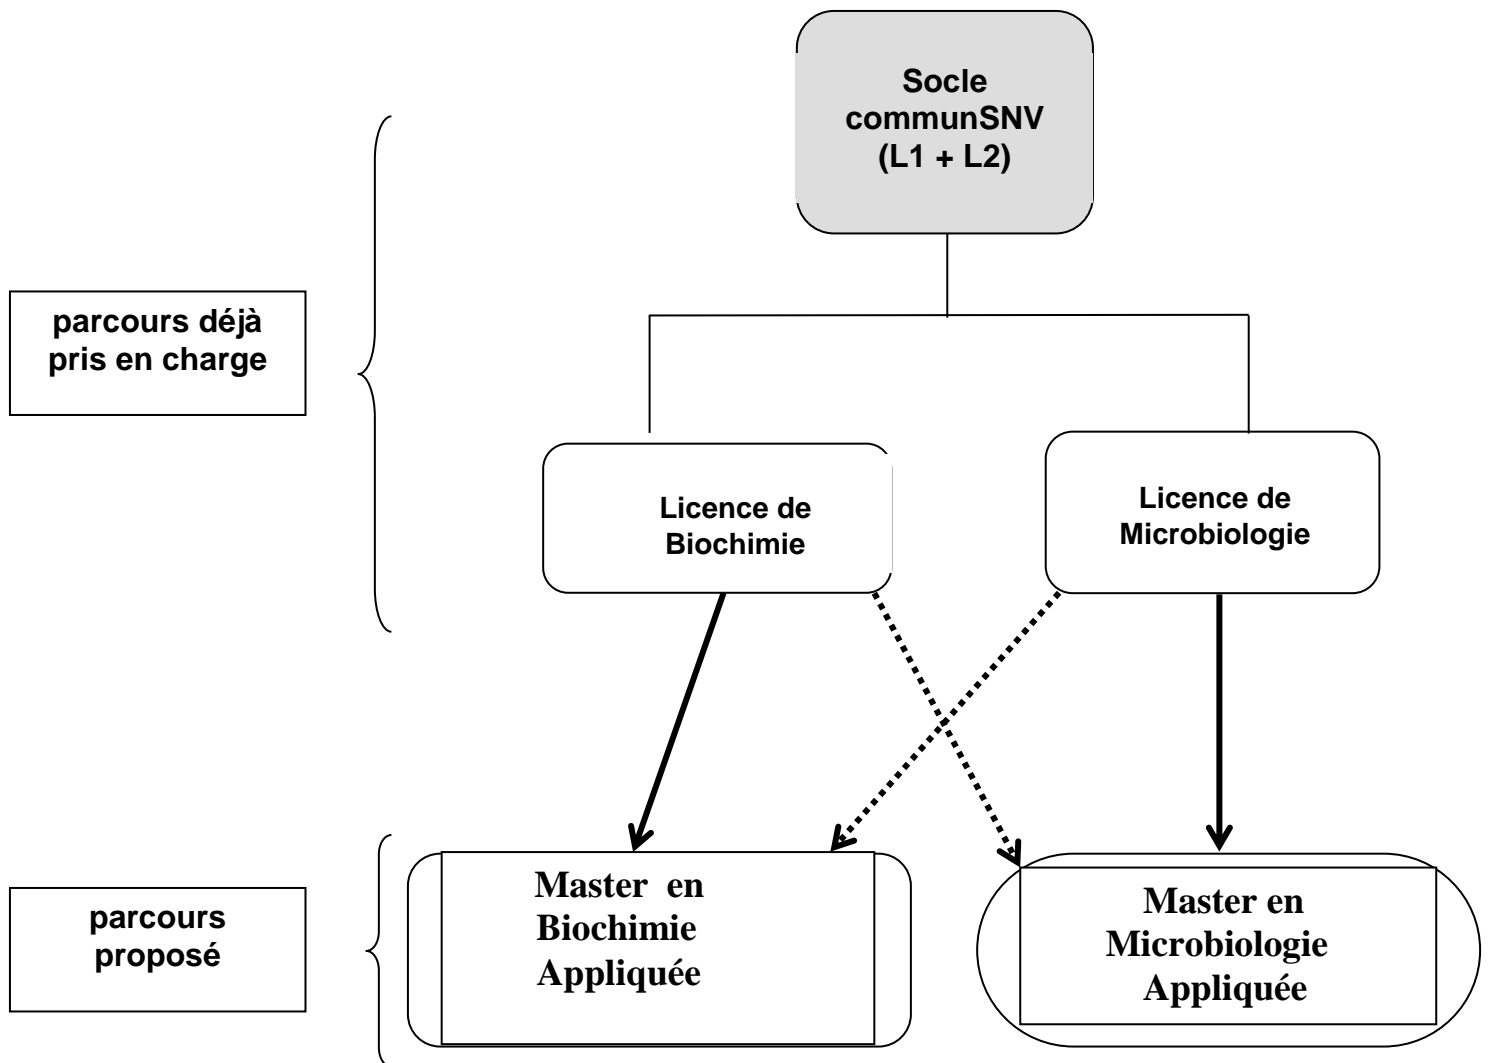 Socle
communSNV
(L1 + L2)
parcours déjà
pris en charge
Licence de
Biochimie
Licence de
Microbiologie
parcours
proposé
Master en
Biochimie
Appliquée
Master en
Microbiologie
Appliquée